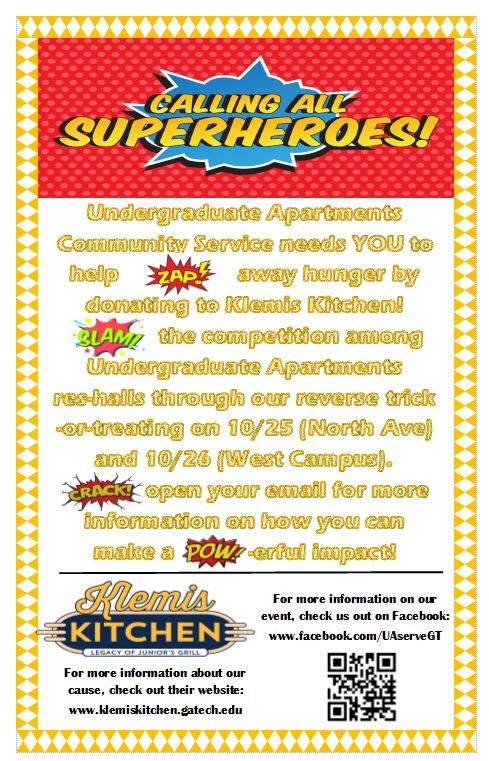 CALLING ALL
SUPERHEROES!
Undergraduate Apartments
Community Service needs YOU to
help ZAP! away hunger by
donating to Klemis Kitchen!
SLAM!! the competition among
Undergraduate Apartments
res-halls through our reverse trick
-or-treating on 10/25 (North Ave)
and 10/26 (West Campus).
CRACK! open your email for more
information on how you can
make a POW! -erful impact!
Klemis
KITCHEN
LEGACY OF JUNIOR'S GRILL
For more information about our
cause, check out their website:
www.klemiskitchen.gatech.edu
For more information on our
event, check us out on Facebook:
www.facebook.com/UAserveGT